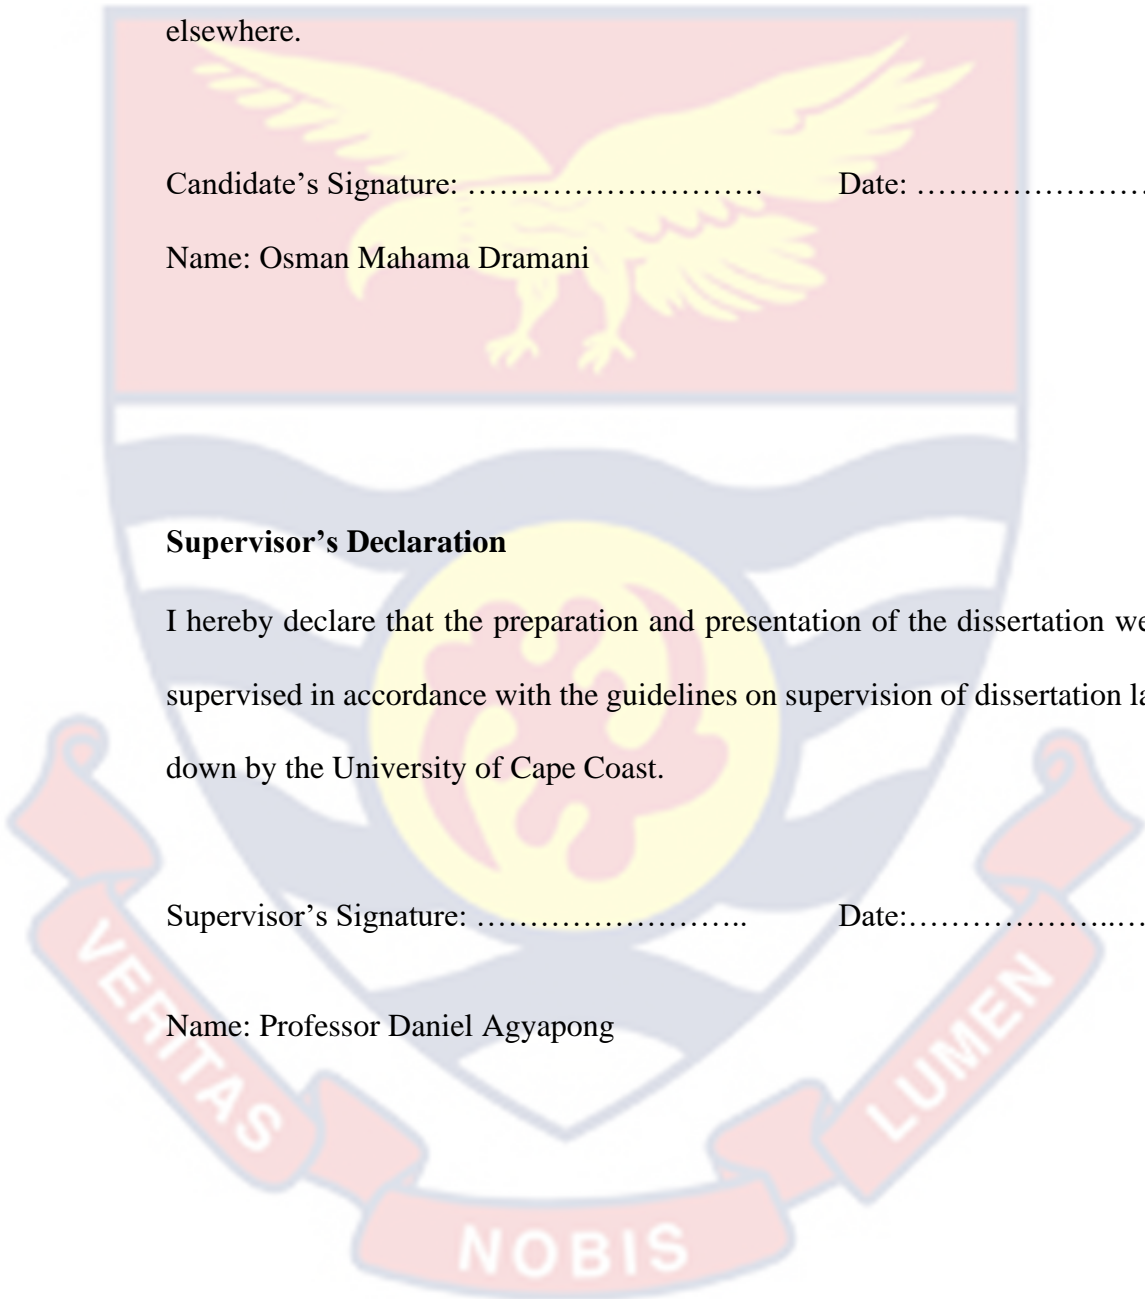 elsewhere.
Candidate’s Signature: ………………………. Date: ………………….
Name: Osman Mahama Dramani
Supervisor’s Declaration
I hereby declare that the preparation and presentation of the dissertation we
supervised in accordance with the guidelines on supervision of dissertation la
down by the University of Cape Coast.
Supervisor’s Signature: …………………….. Date:………………..…
Name: Professor Daniel Agyapong
VERITAS NOBIS LUMEN